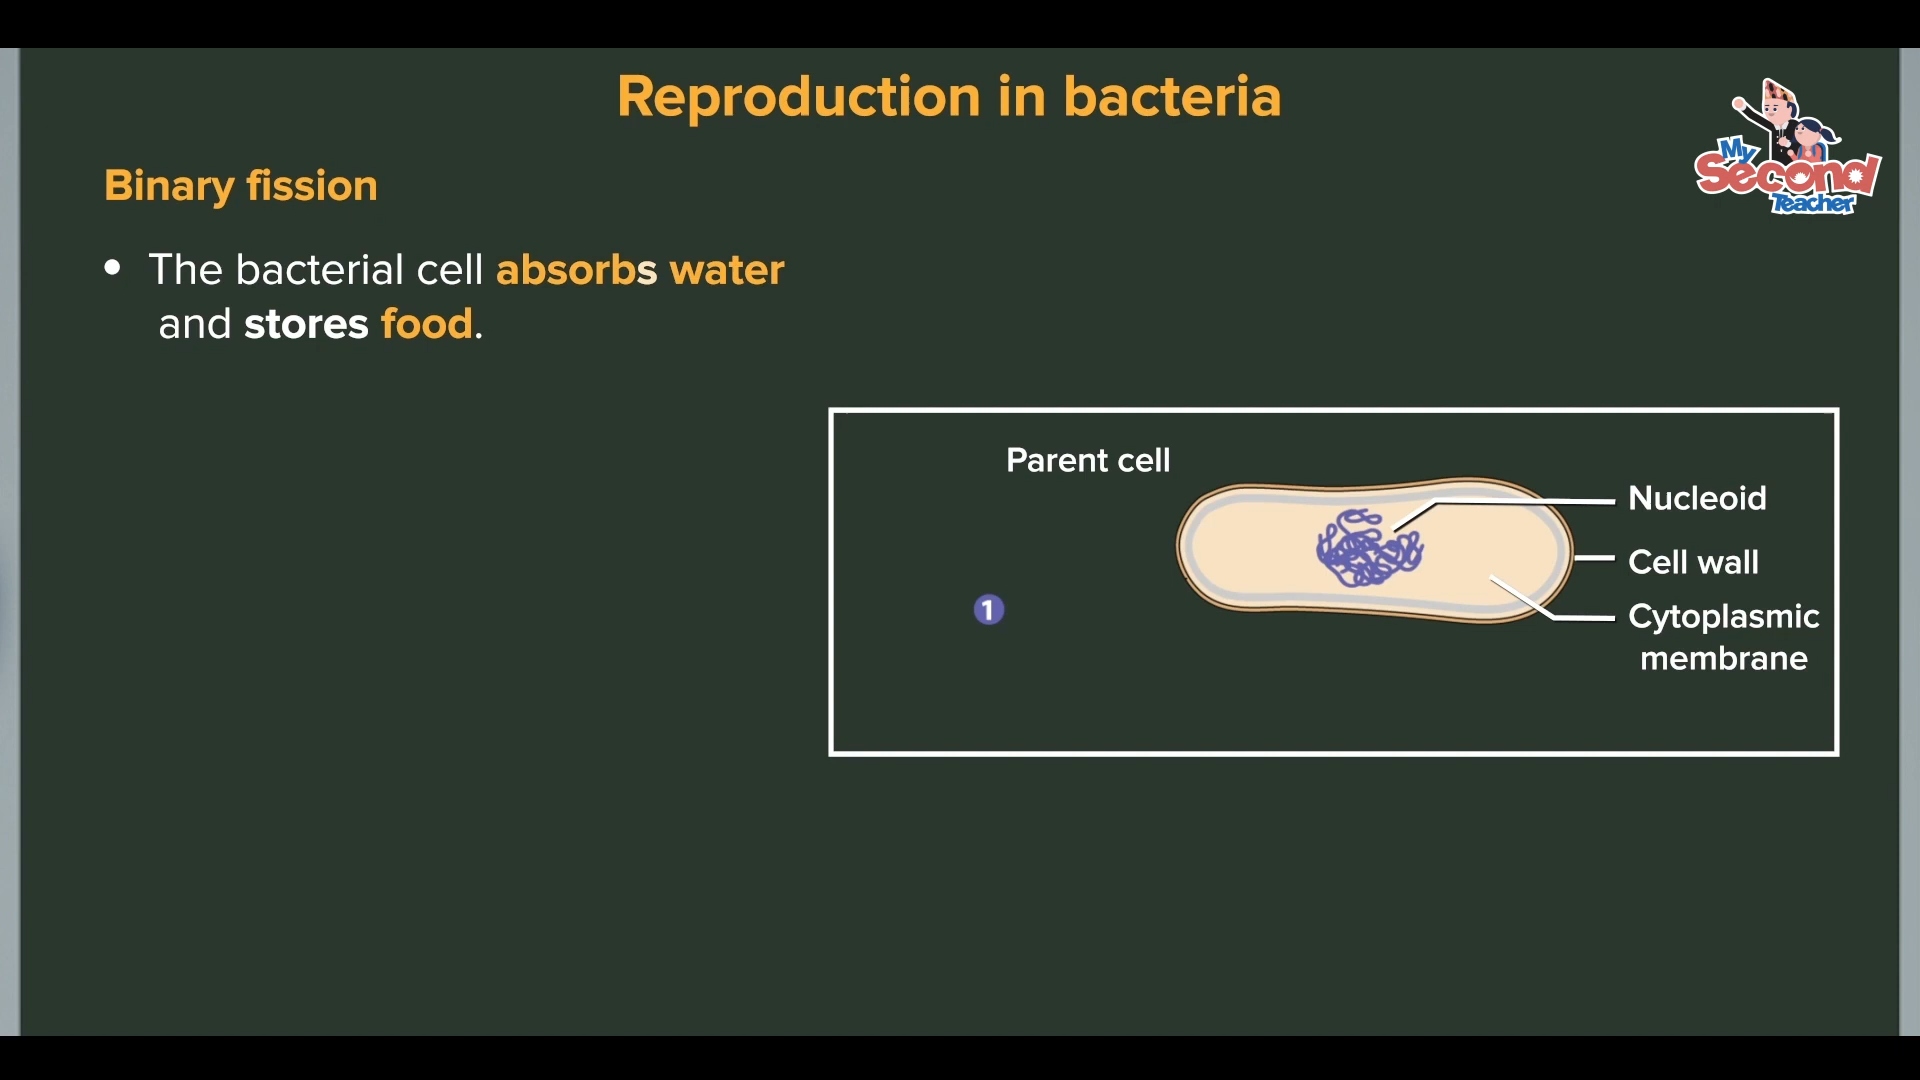 Reproduction in bacteria
My
Second
Teacher
Binary fission
• The bacterial cell absorbs water
and stores food.
Parent cell
Nucleoid
Cell wall
1
Cytoplasmic
membrane